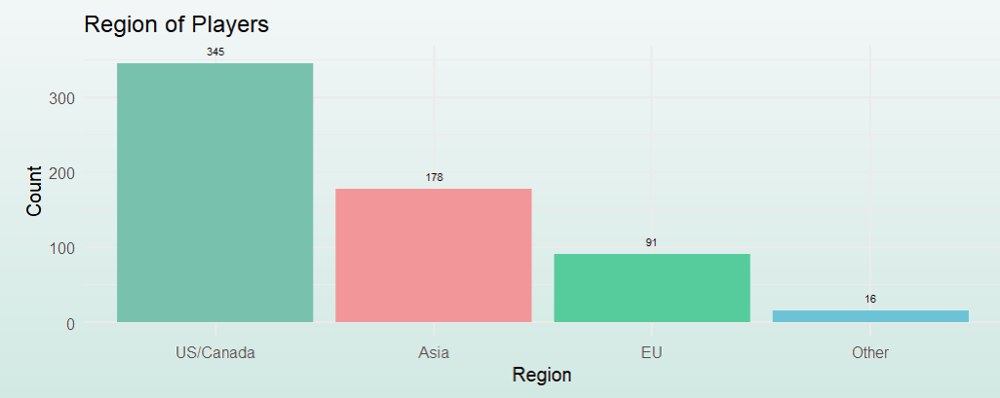 Region of Players
345
300
200
178
100
91
16
0
Count
US/Canada
Asia
EU
Other
Region